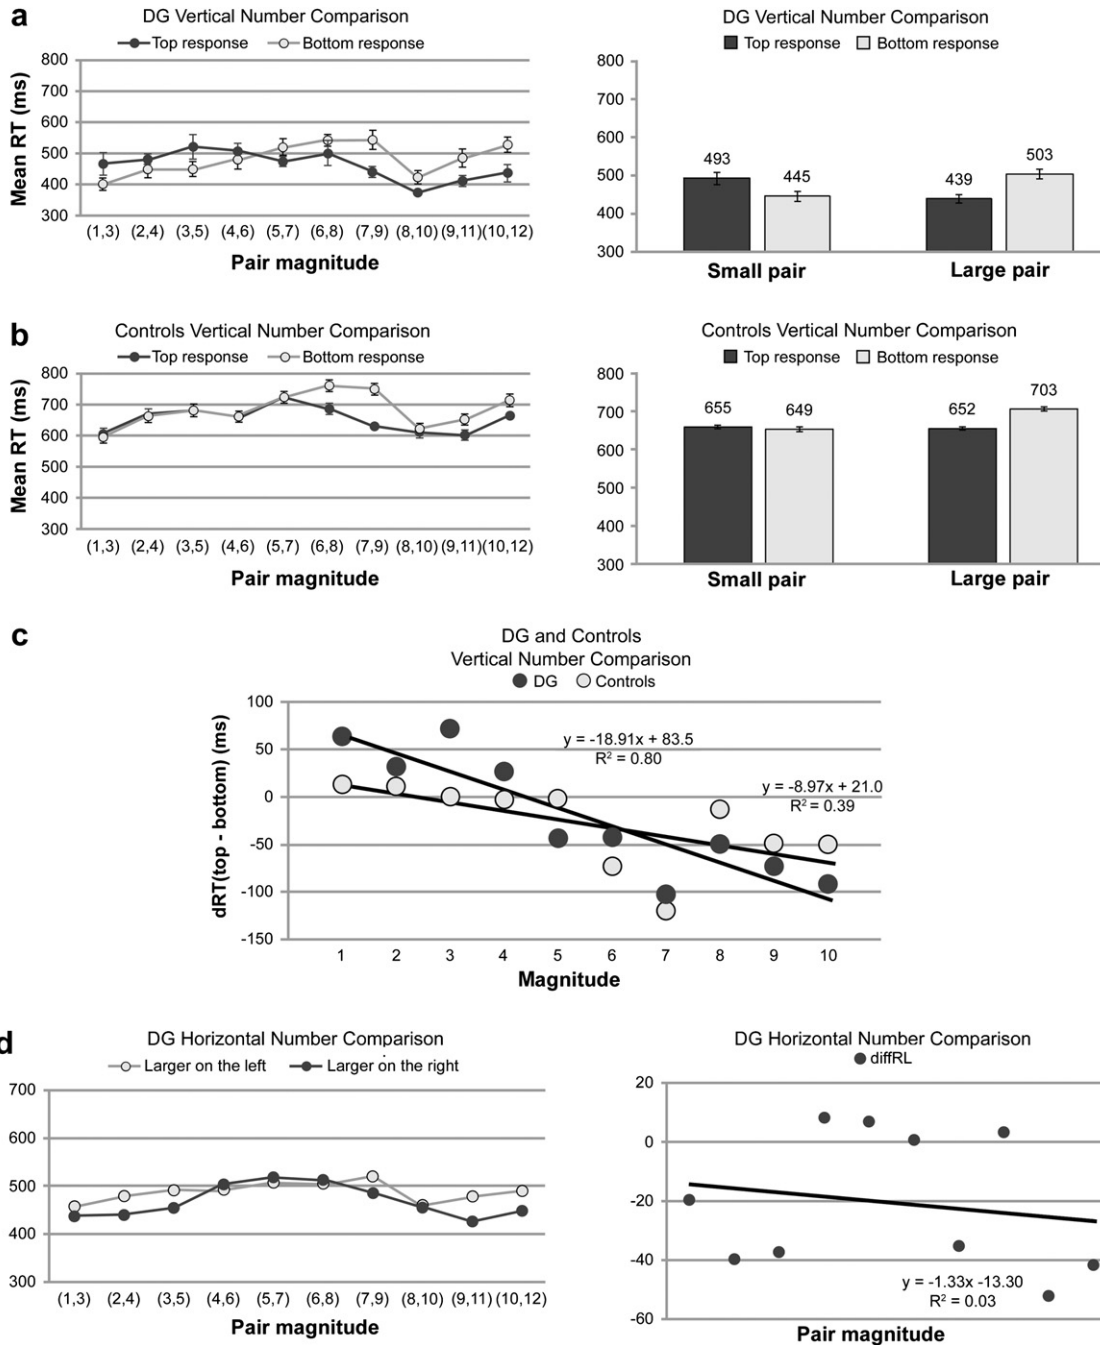 a
DG Vertical Number Comparison
Top response Bottom response
800
700
600
500
400
300
Mean RT (ms)
(1,3) (2,4) (3,5) (4,6) (5,7) (6,8) (7,9) (8,10) (9,11) (10,12)
Pair magnitude
DG Vertical Number Comparison
Top response Bottom response
800
700
600
500
400
300
493 445 439 503
Small pair Large pair
b
Controls Vertical Number Comparison
Top response Bottom response
800
700
600
500
400
300
Mean RT (ms)
(1,3) (2,4) (3,5) (4,6) (5,7) (6,8) (7,9) (8,10) (9,11) (10,12)
Pair magnitude
Controls Vertical Number Comparison
Top response Bottom response
800
700
600
500
400
300
655 649 652 703
Small pair Large pair
c
DG and Controls
Vertical Number Comparison
DG Controls
100
50
0
-50
-100
-150
dRT(top - bottom) (ms)
y = -18.91x + 83.5
R² = 0.80
y = -8.97x + 21.0
R² = 0.39
1 2 3 4 5 6 7 8 9 10
Magnitude
d
DG Horizontal Number Comparison
Larger on the left Larger on the right
700
600
500
400
300
(1,3) (2,4) (3,5) (4,6) (5,7) (6,8) (7,9) (8,10) (9,11) (10,12)
Pair magnitude
DG Horizontal Number Comparison
diffRL
20
0
-20
-40
-60
y = -1.33x -13.30
R² = 0.03
Pair magnitude